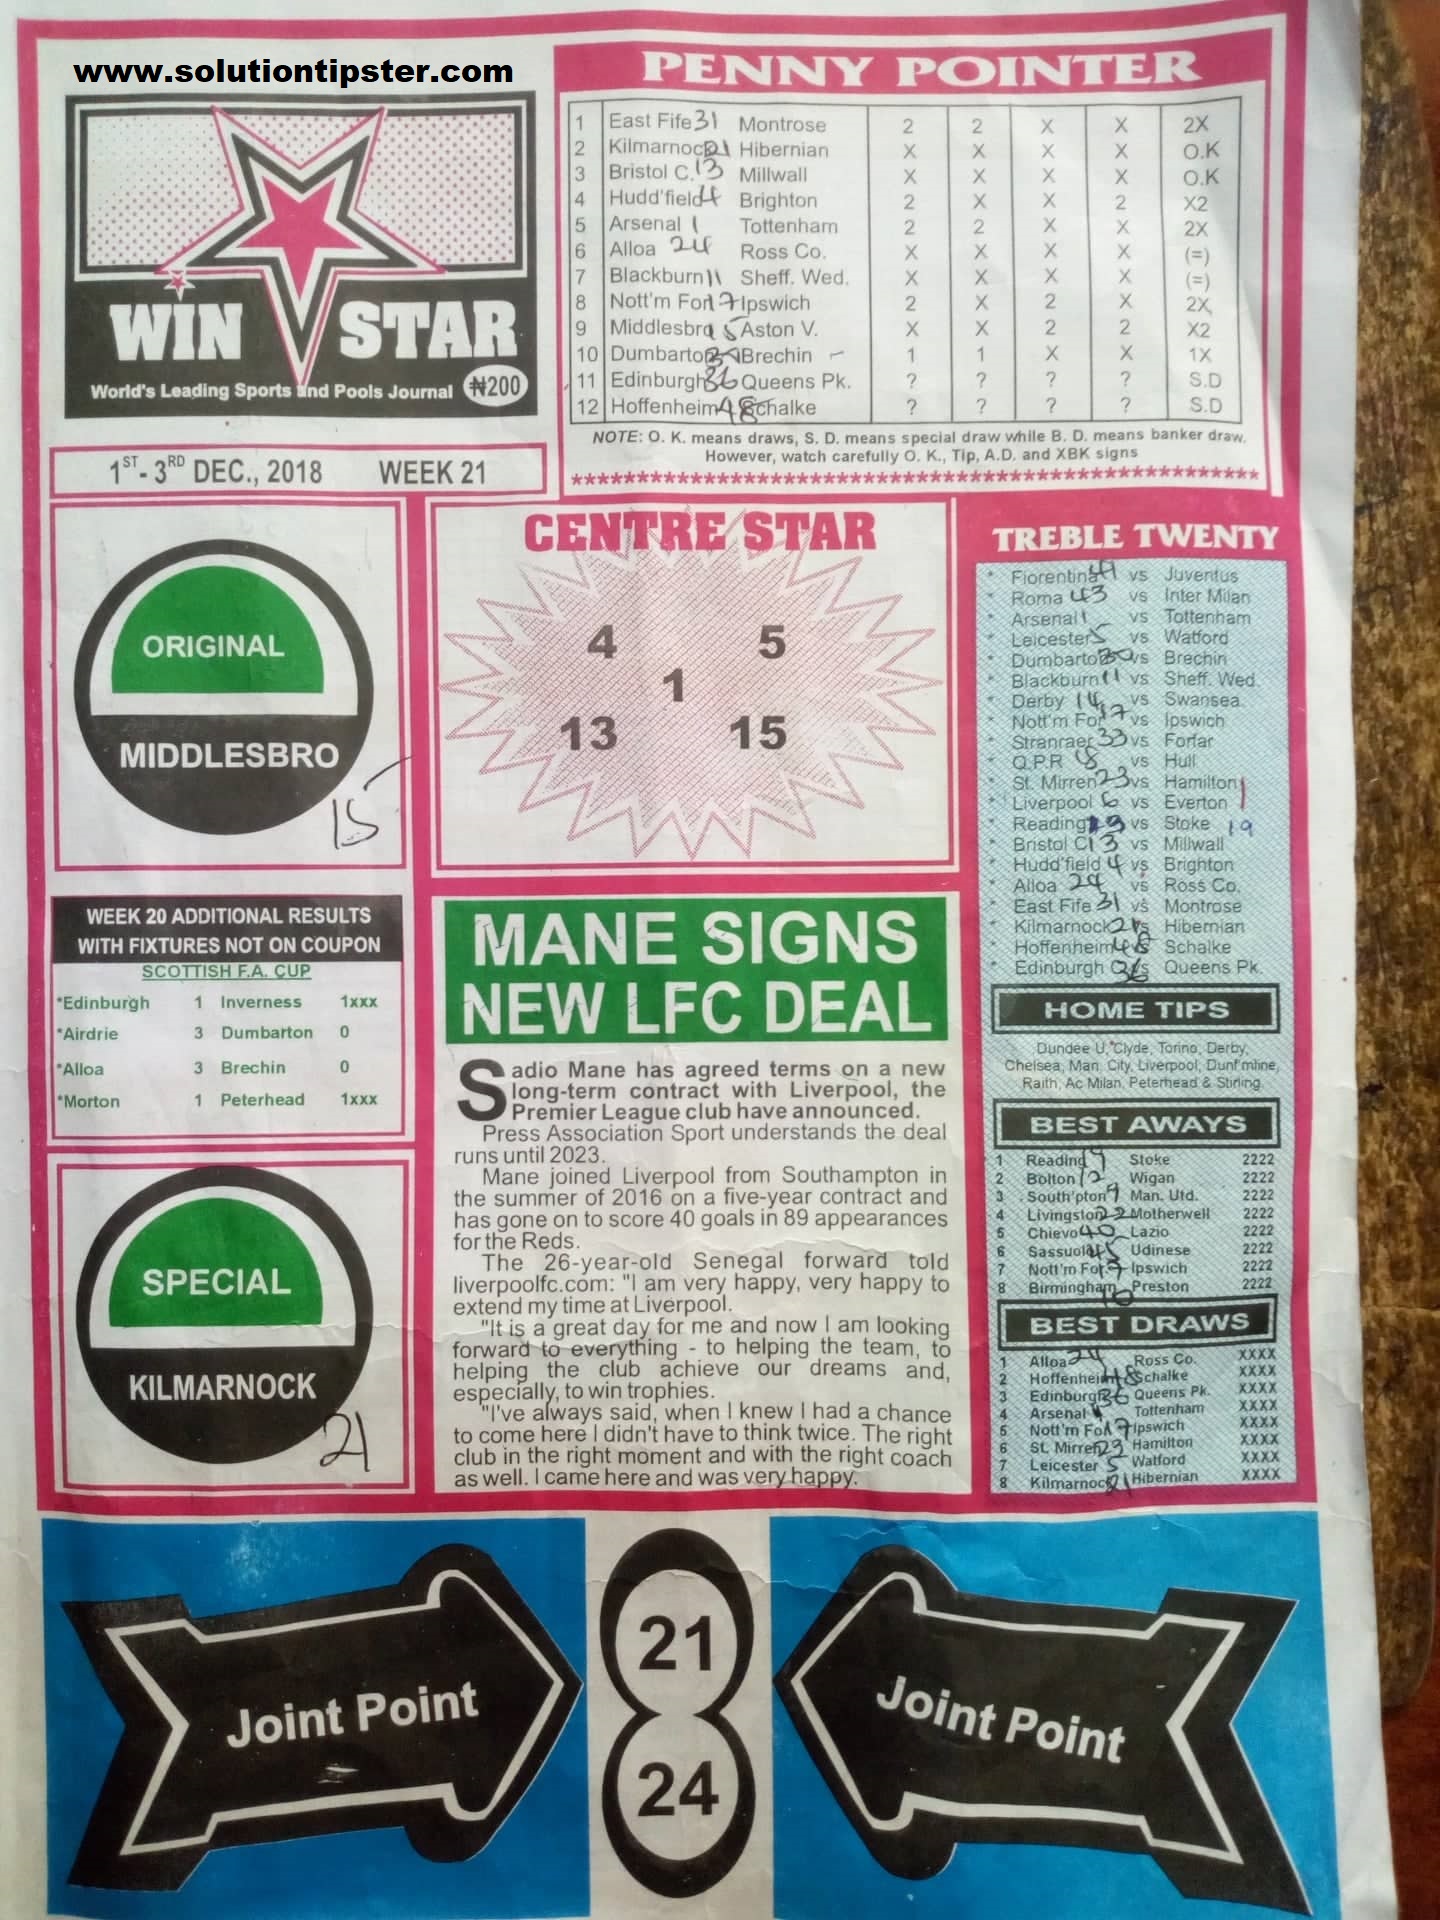 www.solutiontipster.com
WIN STAR
World's Leading Sports and Pools Journal ₦200
1ST - 3RD DEC., 2018 WEEK 21
PENNY POINTER
1 East Fife 31 Montrose 2 2 X X 2X
2 Kilmarnock 21 Hibernian X X X X O.K
3 Bristol C. 13 Millwall X X X X O.K
4 Hudd'field 4 Brighton 2 X X 2 X2
5 Arsenal 1 Tottenham 2 2 X X 2X
6 Alloa 24 Ross Co. X X X X (=)
7 Blackburn 11 Sheff. Wed. X X X X (=)
8 Nott'm For 17 Ipswich 2 X 2 X 2X
9 Middlesbro 15 Aston V. X X 2 2 X2
10 Dumbarton Brechin 1 1 X X 1X
11 Edinburgh 36 Queens Pk. ? ? ? ? S.D
12 Hoffenheim 48 Schalke ? ? ? ? S.D
NOTE: O. K. means draws, S. D. means special draw while B. D. means banker draw.
However, watch carefully O. K., Tip, A.D. and XBK signs
*****************************************************
ORIGINAL
MIDDLESBRO
15
CENTRE STAR
4 5
1
13 15
TREBLE TWENTY
* Fiorentina 41 vs Juventus
* Roma 43 vs Inter Milan
* Arsenal 1 vs Tottenham
* Leicester 5 vs Watford
* Dumbarton 30 vs Brechin
* Blackburn 11 vs Sheff. Wed.
* Derby 14 vs Swansea
* Nott'm For 17 vs Ipswich
* Stranraer 33 vs Forfar
* Q.P.R vs Hull
* St. Mirren 23 vs Hamilton 1
* Liverpool 6 vs Everton
* Reading vs Stoke 19
* Bristol C 13 vs Millwall
* Hudd'field 4 vs Brighton
* Alloa 24 vs Ross Co.
* East Fife 31 vs Montrose
* Kilmarnock 21 vs Hibernian
* Hoffenheim 48 Schalke
* Edinburgh C 36 vs Queens Pk.
WEEK 20 ADDITIONAL RESULTS
WITH FIXTURES NOT ON COUPON
SCOTTISH F.A. CUP
*Edinburgh 1 Inverness 1xxx
*Airdrie 3 Dumbarton 0
*Alloa 3 Brechin 0
*Morton 1 Peterhead 1xxx
SPECIAL
KILMARNOCK
21
MANE SIGNS
NEW LFC DEAL
Sadio Mane has agreed terms on a new
long-term contract with Liverpool, the
Premier League club have announced.
Press Association Sport understands the deal
runs until 2023.
Mane joined Liverpool from Southampton in
the summer of 2016 on a five-year contract and
has gone on to score 40 goals in 89 appearances
for the Reds.
The 26-year-old Senegal forward told
liverpoolfc.com: "I am very happy, very happy to
extend my time at Liverpool.
"It is a great day for me and now I am looking
forward to everything - to helping the team, to
helping the club achieve our dreams and,
especially, to win trophies.
"I've always said, when I knew I had a chance
to come here I didn't have to think twice. The right
club in the right moment and with the right coach
as well. I came here and was very happy.
HOME TIPS
Dundee U, Clyde, Torino, Derby,
Chelsea, Man. City, Liverpool, Dunf'mline,
Raith, Ac Milan, Peterhead & Stirling.
BEST AWAYS
1 Reading 19 Stoke 2222
2 Bolton 12 Wigan 2222
3 South'pton 9 Man. Utd. 2222
4 Livingston 22 Motherwell 2222
5 Chievo 40 Lazio 2222
6 Sassuolo 45 Udinese 2222
7 Nott'm For. 17 Ipswich 2222
8 Birmingham 10 Preston 2222
BEST DRAWS
1 Alloa 24 Ross Co. XXXX
2 Hoffenheim 48 Schalke XXXX
3 Edinburgh 36 Queens Pk. XXXX
4 Arsenal Tottenham XXXX
5 Nott'm For 17 Ipswich XXXX
6 St. Mirren 23 Hamilton XXXX
7 Leicester 5 Watford XXXX
8 Kilmarnock 21 Hibernian XXXX
Joint Point
21
24
Joint Point